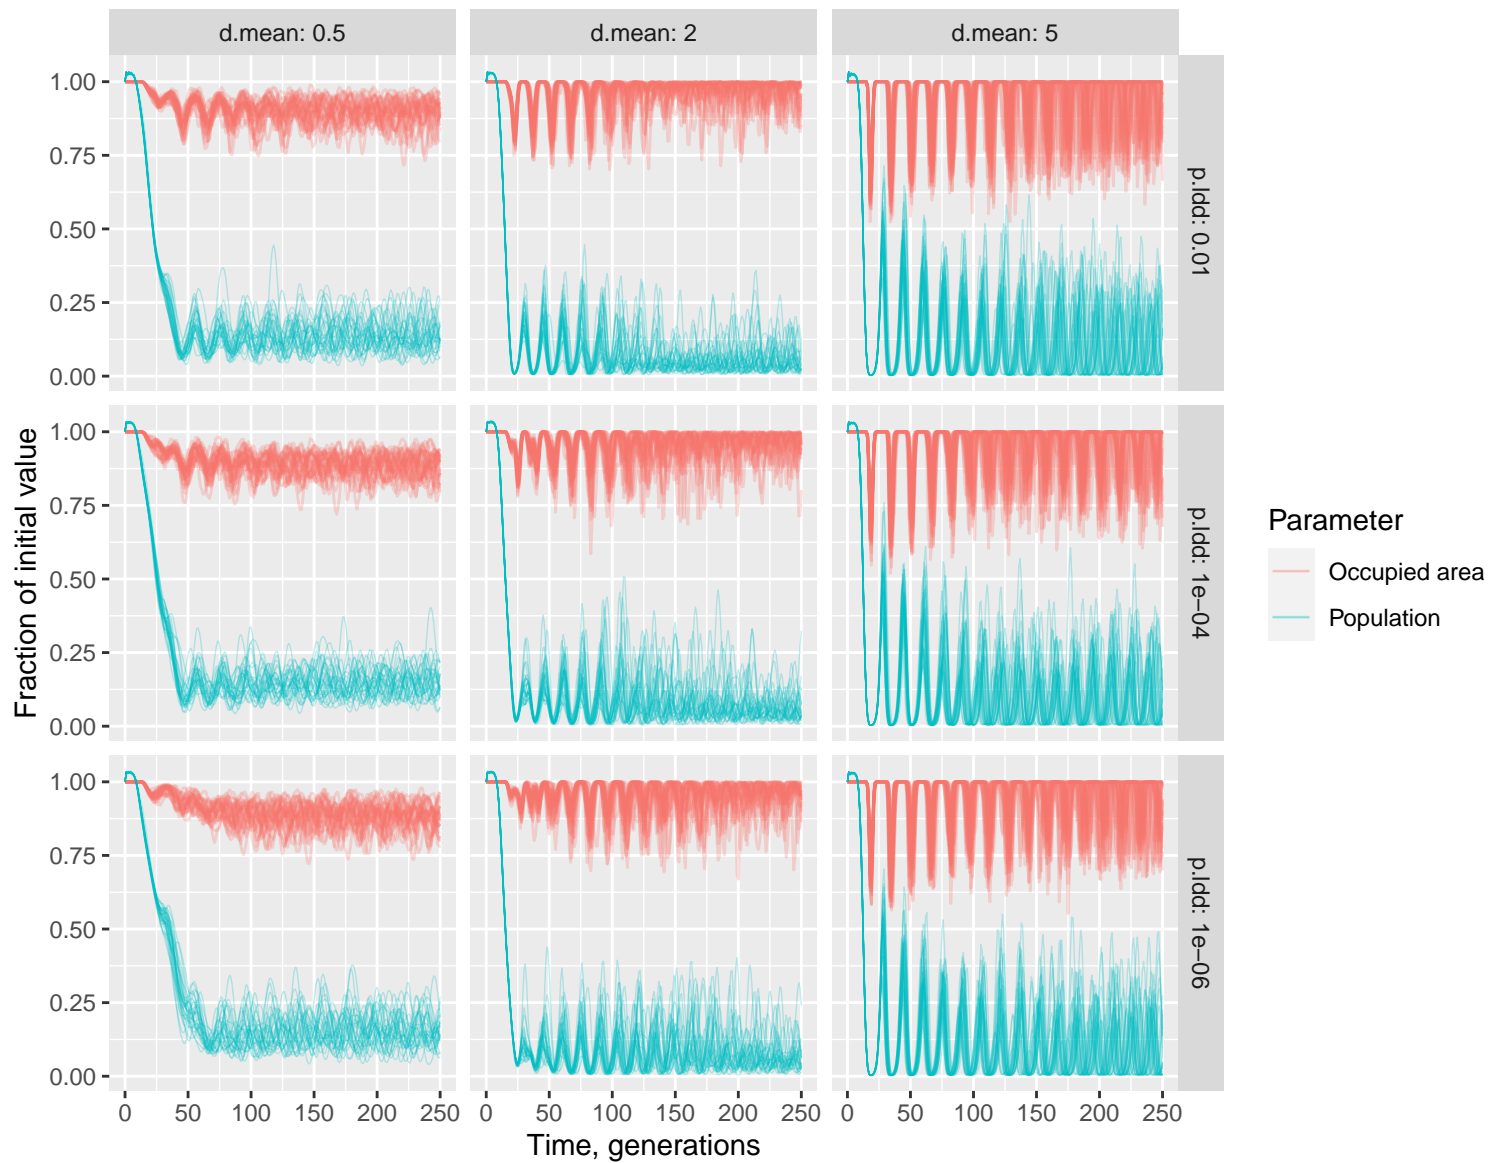 d.mean: 0.5
d.mean: 2
d.mean: 5
1.00
0.75
0.50
0.25
0.00
p.ldd: 0.01
1.00
0.75
0.50
0.25
0.00
p.ldd: 1e−04
1.00
0.75
0.50
0.25
0.00
p.ldd: 1e−06
0 50 100 150 200 250
0 50 100 150 200 250
0 50 100 150 200 250
Time, generations
Fraction of initial value
Parameter
Occupied area
Population